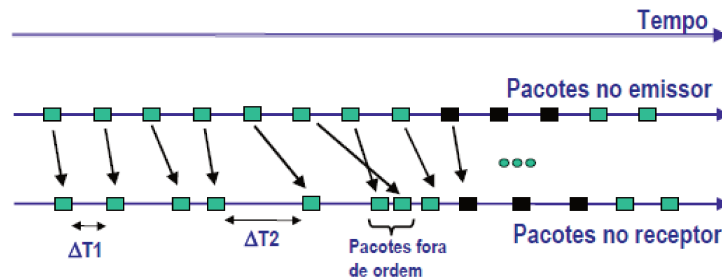 Tempo
Pacotes no emissor
ΔT1
ΔT2
Pacotes fora
de ordem
Pacotes no receptor